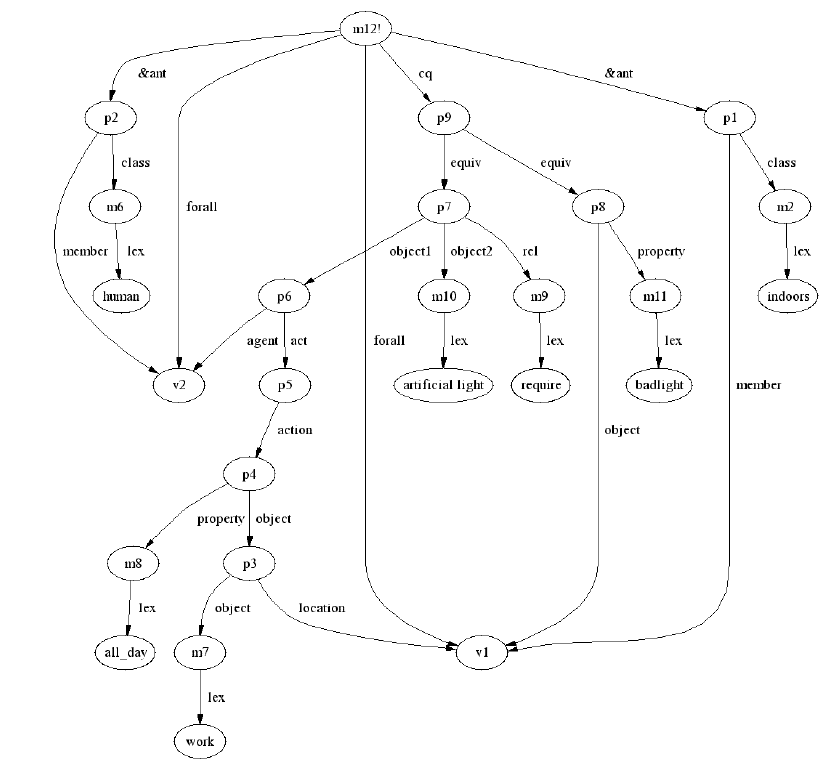 m12!
&ant
cq
&ant
p2
p9
p1
class
equiv
equiv
class
m6
forall
p7
p8
m2
member
lex
object1
object2
rel
property
lex
human
p6
m10
m9
m11
indoors
agent
act
forall
lex
lex
lex
v2
p5
artificial light
require
badlight
member
action
object
p4
property
object
m8
p3
lex
object
location
all_day
m7
v1
lex
work